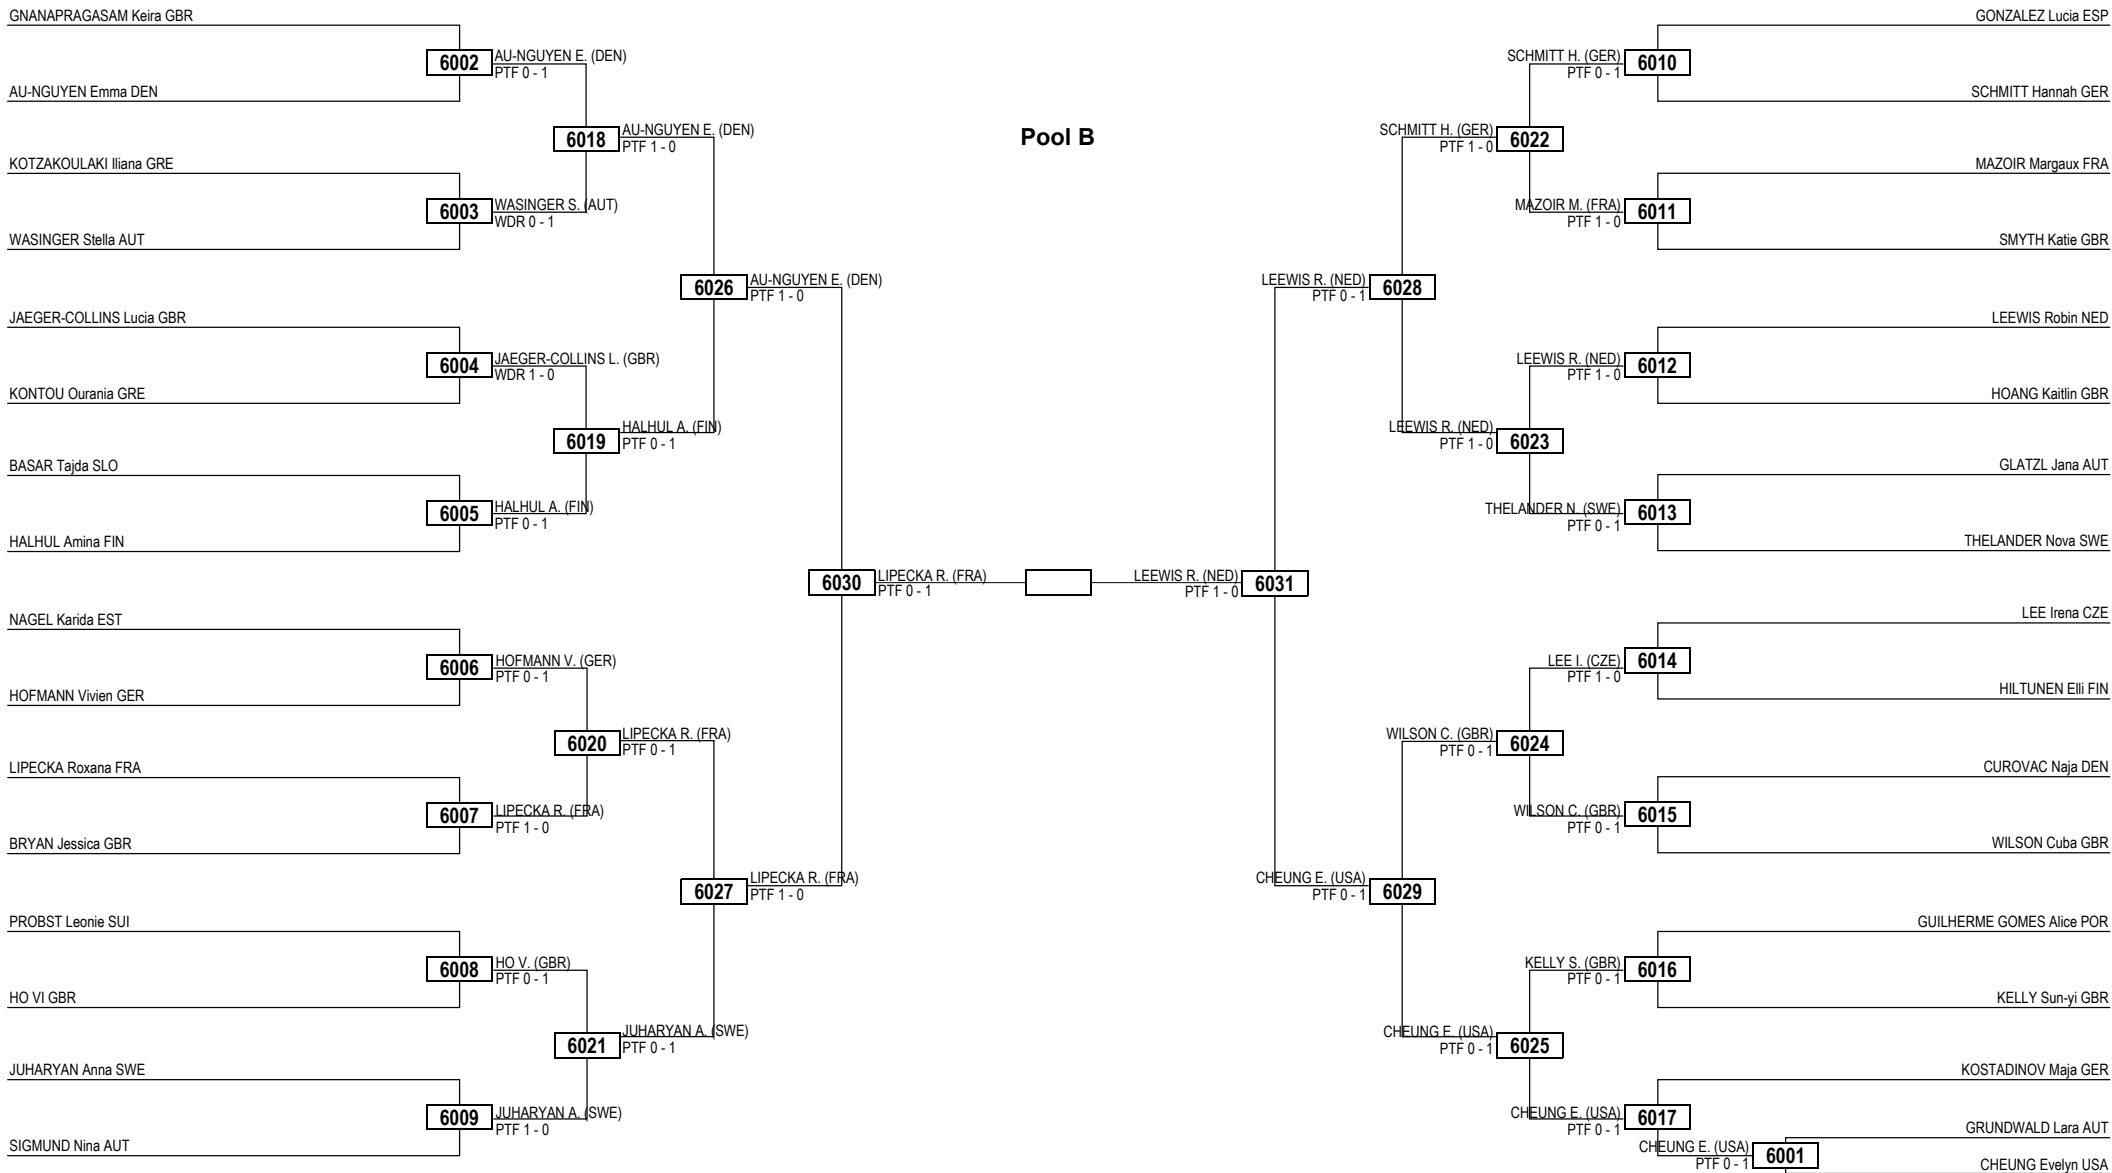 GNANAPRAGASAM Keira GBR
6002
AU-NGUYEN E. (DEN)
PTF 0 - 1
AU-NGUYEN Emma DEN
6018
AU-NGUYEN E. (DEN)
PTF 1 - 0
KOTZAKOULAKI Iliana GRE
6003
WASINGER S. (AUT)
WDR 0 - 1
WASINGER Stella AUT
6026
AU-NGUYEN E. (DEN)
PTF 1 - 0
JAEGER-COLLINS Lucia GBR
6004
JAEGER-COLLINS L. (GBR)
WDR 1 - 0
KONTOU Ourania GRE
6019
HALHUL A. (FIN)
PTF 0 - 1
BASAR Tajda SLO
6005
HALHUL A. (FIN)
PTF 0 - 1
HALHUL Amina FIN
6030
LIPECKA R. (FRA)
PTF 0 - 1
NAGEL Karida EST
6006
HOFMANN V. (GER)
PTF 0 - 1
HOFMANN Vivien GER
6020
LIPECKA R. (FRA)
PTF 0 - 1
LIPECKA Roxana FRA
6007
LIPECKA R. (FRA)
PTF 1 - 0
BRYAN Jessica GBR
6027
LIPECKA R. (FRA)
PTF 1 - 0
PROBST Leonie SUI
6008
HO V. (GBR)
PTF 0 - 1
HO VI GBR
6021
JUHARYAN A. (SWE)
PTF 0 - 1
JUHARYAN Anna SWE
6009
JUHARYAN A. (SWE)
PTF 1 - 0
SIGMUND Nina AUT
Pool B
GONZALEZ Lucia ESP
SCHMITT H. (GER)
PTF 0 - 1
6010
SCHMITT Hannah GER
SCHMITT H. (GER)
PTF 1 - 0
6022
MAZOIR Margaux FRA
MAZOIR M. (FRA)
PTF 1 - 0
6011
SMYTH Katie GBR
LEEWIS R. (NED)
PTF 0 - 1
6028
LEEWIS Robin NED
LEEWIS R. (NED)
PTF 1 - 0
6012
HOANG Kaitlin GBR
LEEWIS R. (NED)
PTF 1 - 0
6023
GLATZL Jana AUT
THELANDER N. (SWE)
PTF 0 - 1
6013
THELANDER Nova SWE
LEEWIS R. (NED)
PTF 1 - 0
6031
LEE Irena CZE
LEE I. (CZE)
PTF 1 - 0
6014
HILTUNEN Elli FIN
WILSON C. (GBR)
PTF 0 - 1
6024
CUROVAC Naja DEN
WILSON C. (GBR)
PTF 0 - 1
6015
WILSON Cuba GBR
CHEUNG E. (USA)
PTF 0 - 1
6029
GUILHERME GOMES Alice POR
KELLY S. (GBR)
PTF 0 - 1
6016
KELLY Sun-yi GBR
CHEUNG E. (USA)
PTF 0 - 1
6025
KOSTADINOV Maja GER
CHEUNG E. (USA)
PTF 0 - 1
6017
GRUNDWALD Lara AUT
CHEUNG E. (USA)
PTF 0 - 1
6001
CHEUNG Evelyn USA